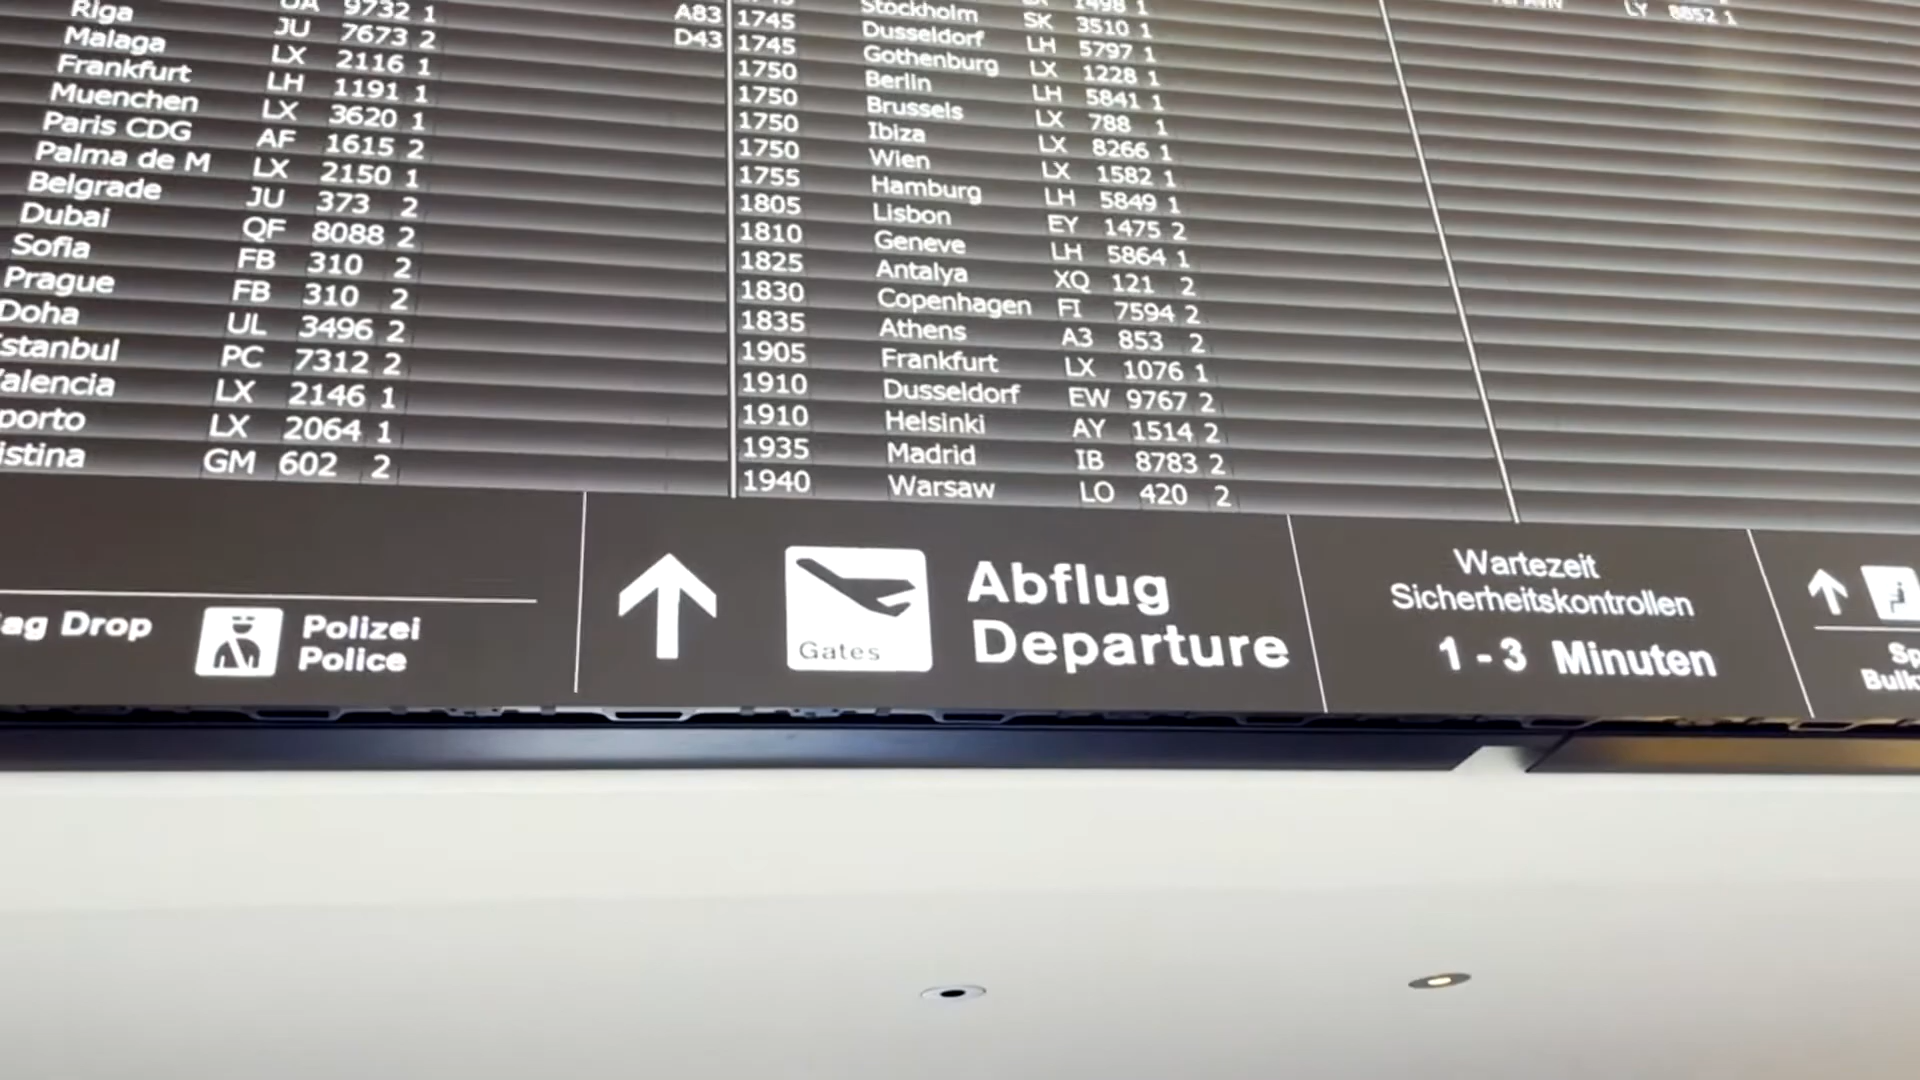 9732 1 A83
Riga JU 7673 2 D43
Malaga LX 2116 1
Frankfurt LH 1191 1
Muenchen LX 3620 1
Paris CDG AF 1615 2
Palma de M LX 2150 1
Belgrade JU 373 2
Dubai QF 8088 2
Sofia FB 310 2
Prague FB 310 2
Doha UL 3496 2
stanbul PC 7312 2
alencia LX 2146 1
porto LX 2064 1
istina GM 602 2
1498 1
Stockholm SK 3510 1
1745 Dusseldorf LH 5797 1
1745 Gothenburg LX 1228 1
1750 Berlin LH 5841 1
1750 Brussels LX 788 1
1750 Ibiza LX 8266 1
1750 Wien LX 1582 1
1755 Hamburg LH 5849 1
1805 Lisbon EY 1475 2
1810 Geneve LH 5864 1
1825 Antalya XQ 121 2
1830 Copenhagen FI 7594 2
1835 Athens A3 853 2
1905 Frankfurt LX 1076 1
1910 Dusseldorf EW 9767 2
1910 Helsinki AY 1514 2
1935 Madrid IB 8783 2
1940 Warsaw LO 420 2
LY 8852 1
ag Drop
Polizei
Police
Gates
Abflug
Departure
Wartezeit
Sicherheitskontrollen
1 - 3 Minuten
Sp
Bulk